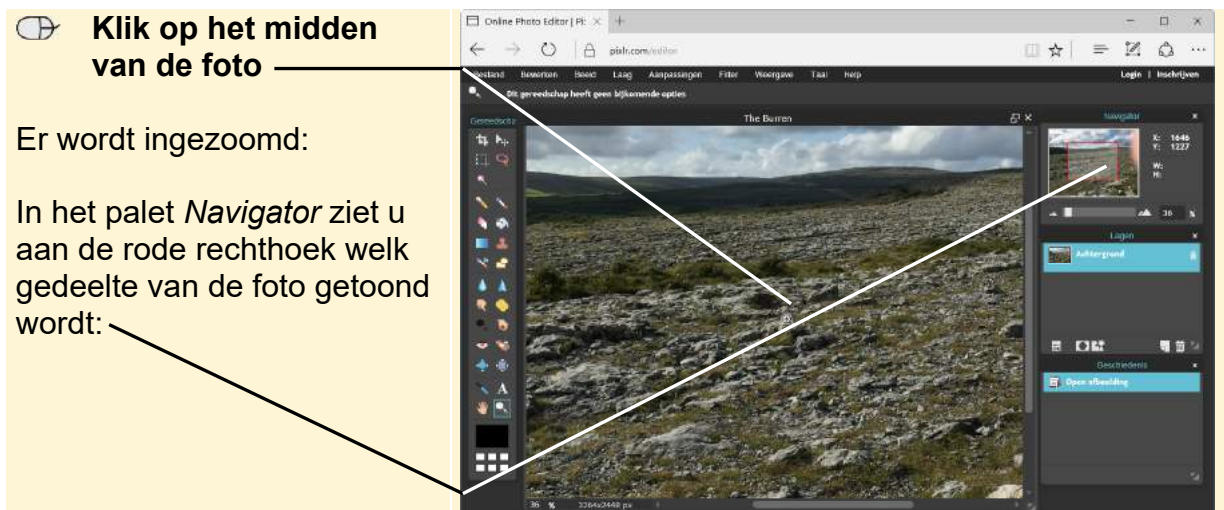 Klik op het midden
van de foto
Er wordt ingezoomd:
In het palet Navigator ziet u
aan de rode rechthoek welk
gedeelte van de foto getoond
wordt:
Online Photo Editor | Pi:
pixlr.com/editor
Bestand Bewerken Beeld Laag Aanpassingen Filter Weergave Taal Help Login | Inschrijven
Dit gereedschap heeft geen bijkomende opties
Gereedscha
The Burren
Navigator
X: 1646
Y: 1227
W:
H:
36 %
Lagen
Achtergrond
Geschiedenis
Open afbeelding
A
36 % 3264x2448 px